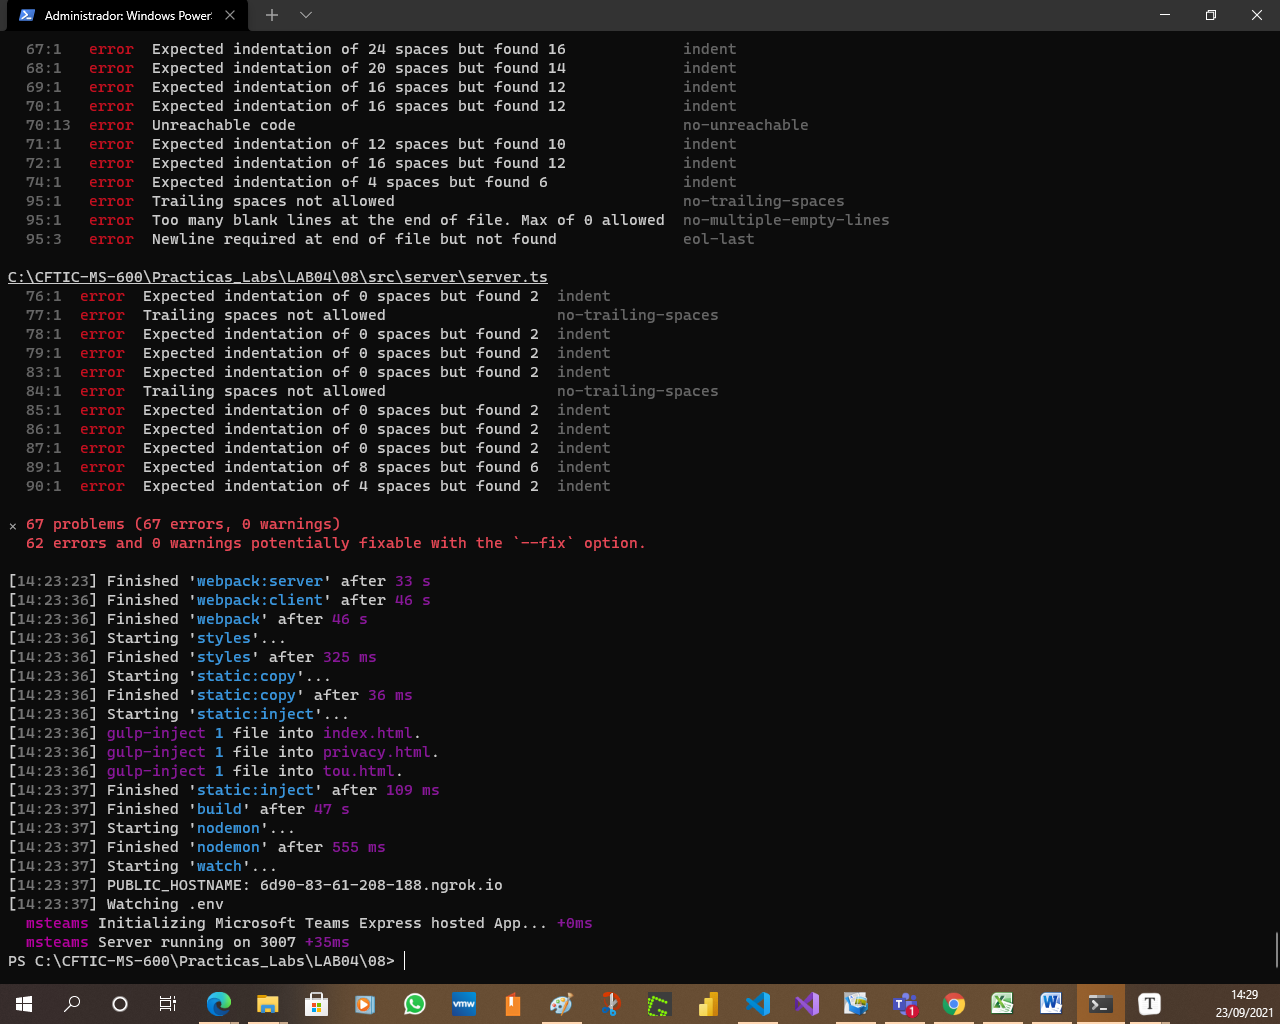 Administrador: Windows Power
67:1 error Expected indentation of 24 spaces but found 16 indent
68:1 error Expected indentation of 20 spaces but found 14 indent
69:1 error Expected indentation of 16 spaces but found 12 indent
70:1 error Expected indentation of 16 spaces but found 12 indent
70:13 error Unreachable code no-unreachable
71:1 error Expected indentation of 12 spaces but found 10 indent
72:1 error Expected indentation of 16 spaces but found 12 indent
74:1 error Expected indentation of 4 spaces but found 6 indent
95:1 error Trailing spaces not allowed no-trailing-spaces
95:1 error Too many blank lines at the end of file. Max of 0 allowed no-multiple-empty-lines
95:3 error Newline required at end of file but not found eol-last
C:\CFTIC-MS-600\Practicas_Labs\LAB04\08\src\server\server.ts
76:1 error Expected indentation of 0 spaces but found 2 indent
77:1 error Trailing spaces not allowed no-trailing-spaces
78:1 error Expected indentation of 0 spaces but found 2 indent
79:1 error Expected indentation of 0 spaces but found 2 indent
83:1 error Expected indentation of 0 spaces but found 2 indent
84:1 error Trailing spaces not allowed no-trailing-spaces
85:1 error Expected indentation of 0 spaces but found 2 indent
86:1 error Expected indentation of 0 spaces but found 2 indent
87:1 error Expected indentation of 0 spaces but found 2 indent
89:1 error Expected indentation of 8 spaces but found 6 indent
90:1 error Expected indentation of 4 spaces but found 2 indent
× 67 problems (67 errors, 0 warnings)
62 errors and 0 warnings potentially fixable with the `--fix` option.
[14:23:23] Finished 'webpack:server' after 33 s
[14:23:36] Finished 'webpack:client' after 46 s
[14:23:36] Finished 'webpack' after 46 s
[14:23:36] Starting 'styles'...
[14:23:36] Finished 'styles' after 325 ms
[14:23:36] Starting 'static:copy'...
[14:23:36] Finished 'static:copy' after 36 ms
[14:23:36] Starting 'static:inject'...
[14:23:36] gulp-inject 1 file into index.html.
[14:23:36] gulp-inject 1 file into privacy.html.
[14:23:36] gulp-inject 1 file into tou.html.
[14:23:37] Finished 'static:inject' after 109 ms
[14:23:37] Finished 'build' after 47 s
[14:23:37] Starting 'nodemon'...
[14:23:37] Finished 'nodemon' after 555 ms
[14:23:37] Starting 'watch'...
[14:23:37] PUBLIC_HOSTNAME: 6d90-83-61-208-188.ngrok.io
[14:23:37] Watching .env
msteams Initializing Microsoft Teams Express hosted App... +0ms
msteams Server running on 3007 +35ms
PS C:\CFTIC-MS-600\Practicas_Labs\LAB04\08>
vmw
1
T
14:29
23/09/2021